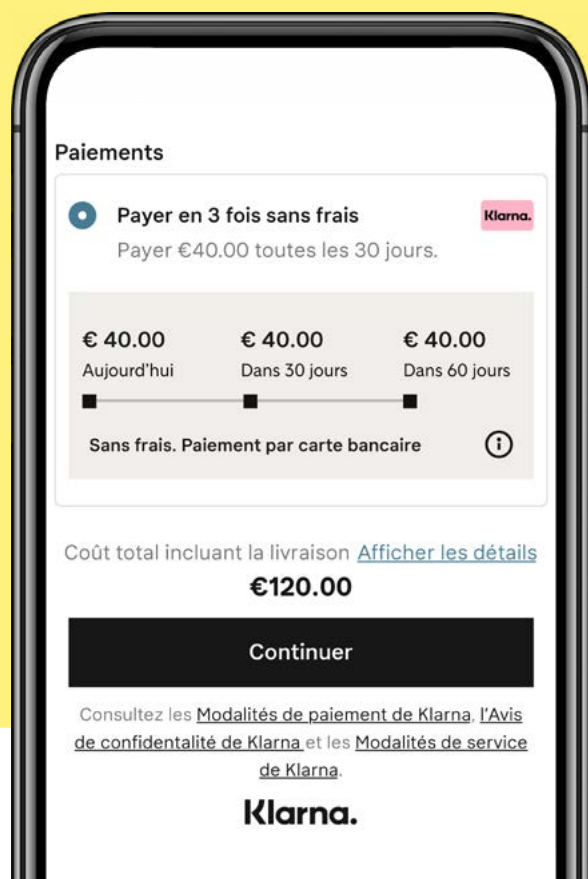 Paiements
Payer en 3 fois sans frais
Klarna.
Payer €40.00 toutes les 30 jours.
€ 40.00 € 40.00 € 40.00
Aujourd'hui Dans 30 jours Dans 60 jours
Sans frais. Paiement par carte bancaire
Coût total incluant la livraison Afficher les détails
€120.00
Continuer
Consultez les Modalités de paiement de Klarna, l'Avis
de confidentalité de Klarna et les Modalités de service
de Klarna.
Klarna.